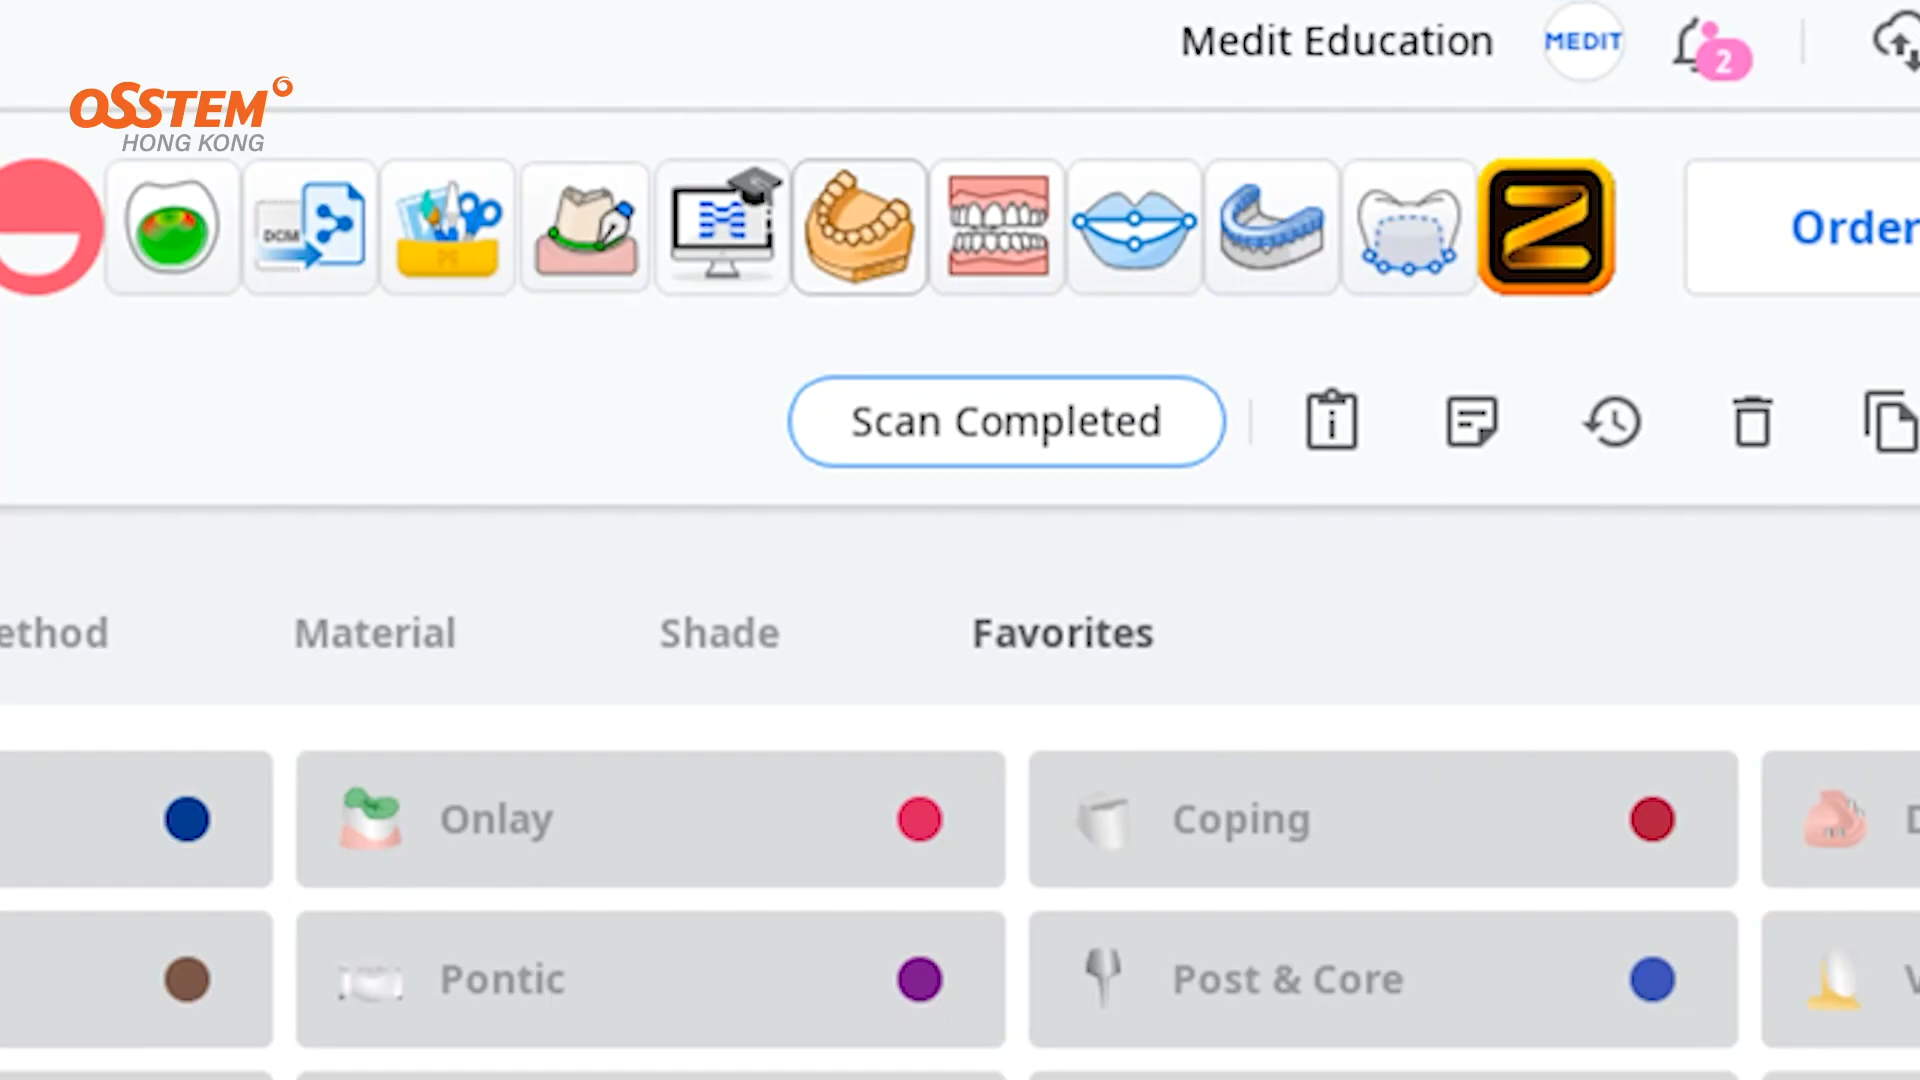 Medit Education
MEDIT
2
OSSTEM
HONG KONG
DCM
Order
Scan Completed
ethod
Material
Shade
Favorites
Onlay
Coping
Pontic
Post & Core